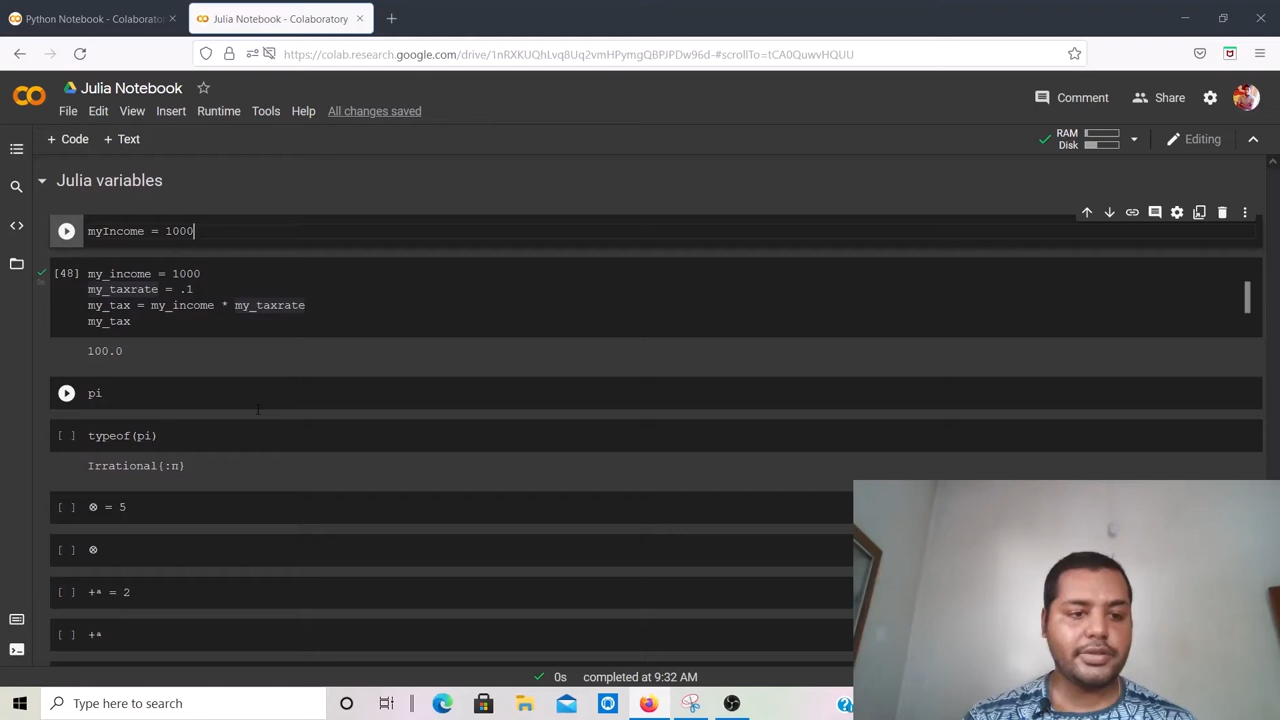 Python Notebook - Colaborato
Julia Notebook - Colaboratory
https://colab.research.google.com/drive/1nRXKUQhLq8Uq2vmHPymgQBPJPDw96d-#scrollTo=tCA0QuwvHQUU
Julia Notebook
File Edit View Insert Runtime Tools Help All changes saved
Comment Share
+ Code + Text
RAM
Disk
Editing
Julia variables
myIncome = 1000
[48] my_income = 1000
my_taxrate = .1
my_tax = my_income * my_taxrate
my_tax
100.0
pi
[ ] typeof(pi)
Irrational{:π}
[ ] ⊗ = 5
[ ] ⊗
[ ] +ᵃ = 2
[ ] +ᵃ
0s completed at 9:32 AM
Type here to search